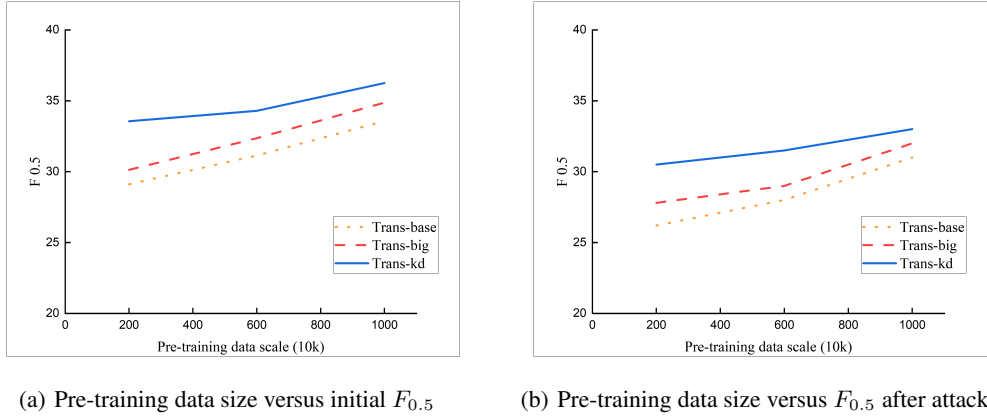 40
35
30
25
20
F 0.5
0 200 400 600 800 1000
Pre-training data scale (10k)
Trans-base
Trans-big
Trans-kd
(a) Pre-training data size versus initial F0.5
40
35
30
25
20
F 0.5
0 200 400 600 800 1000
Pre-training data scale (10k)
Trans-base
Trans-big
Trans-kd
(b) Pre-training data size versus F0.5 after attack